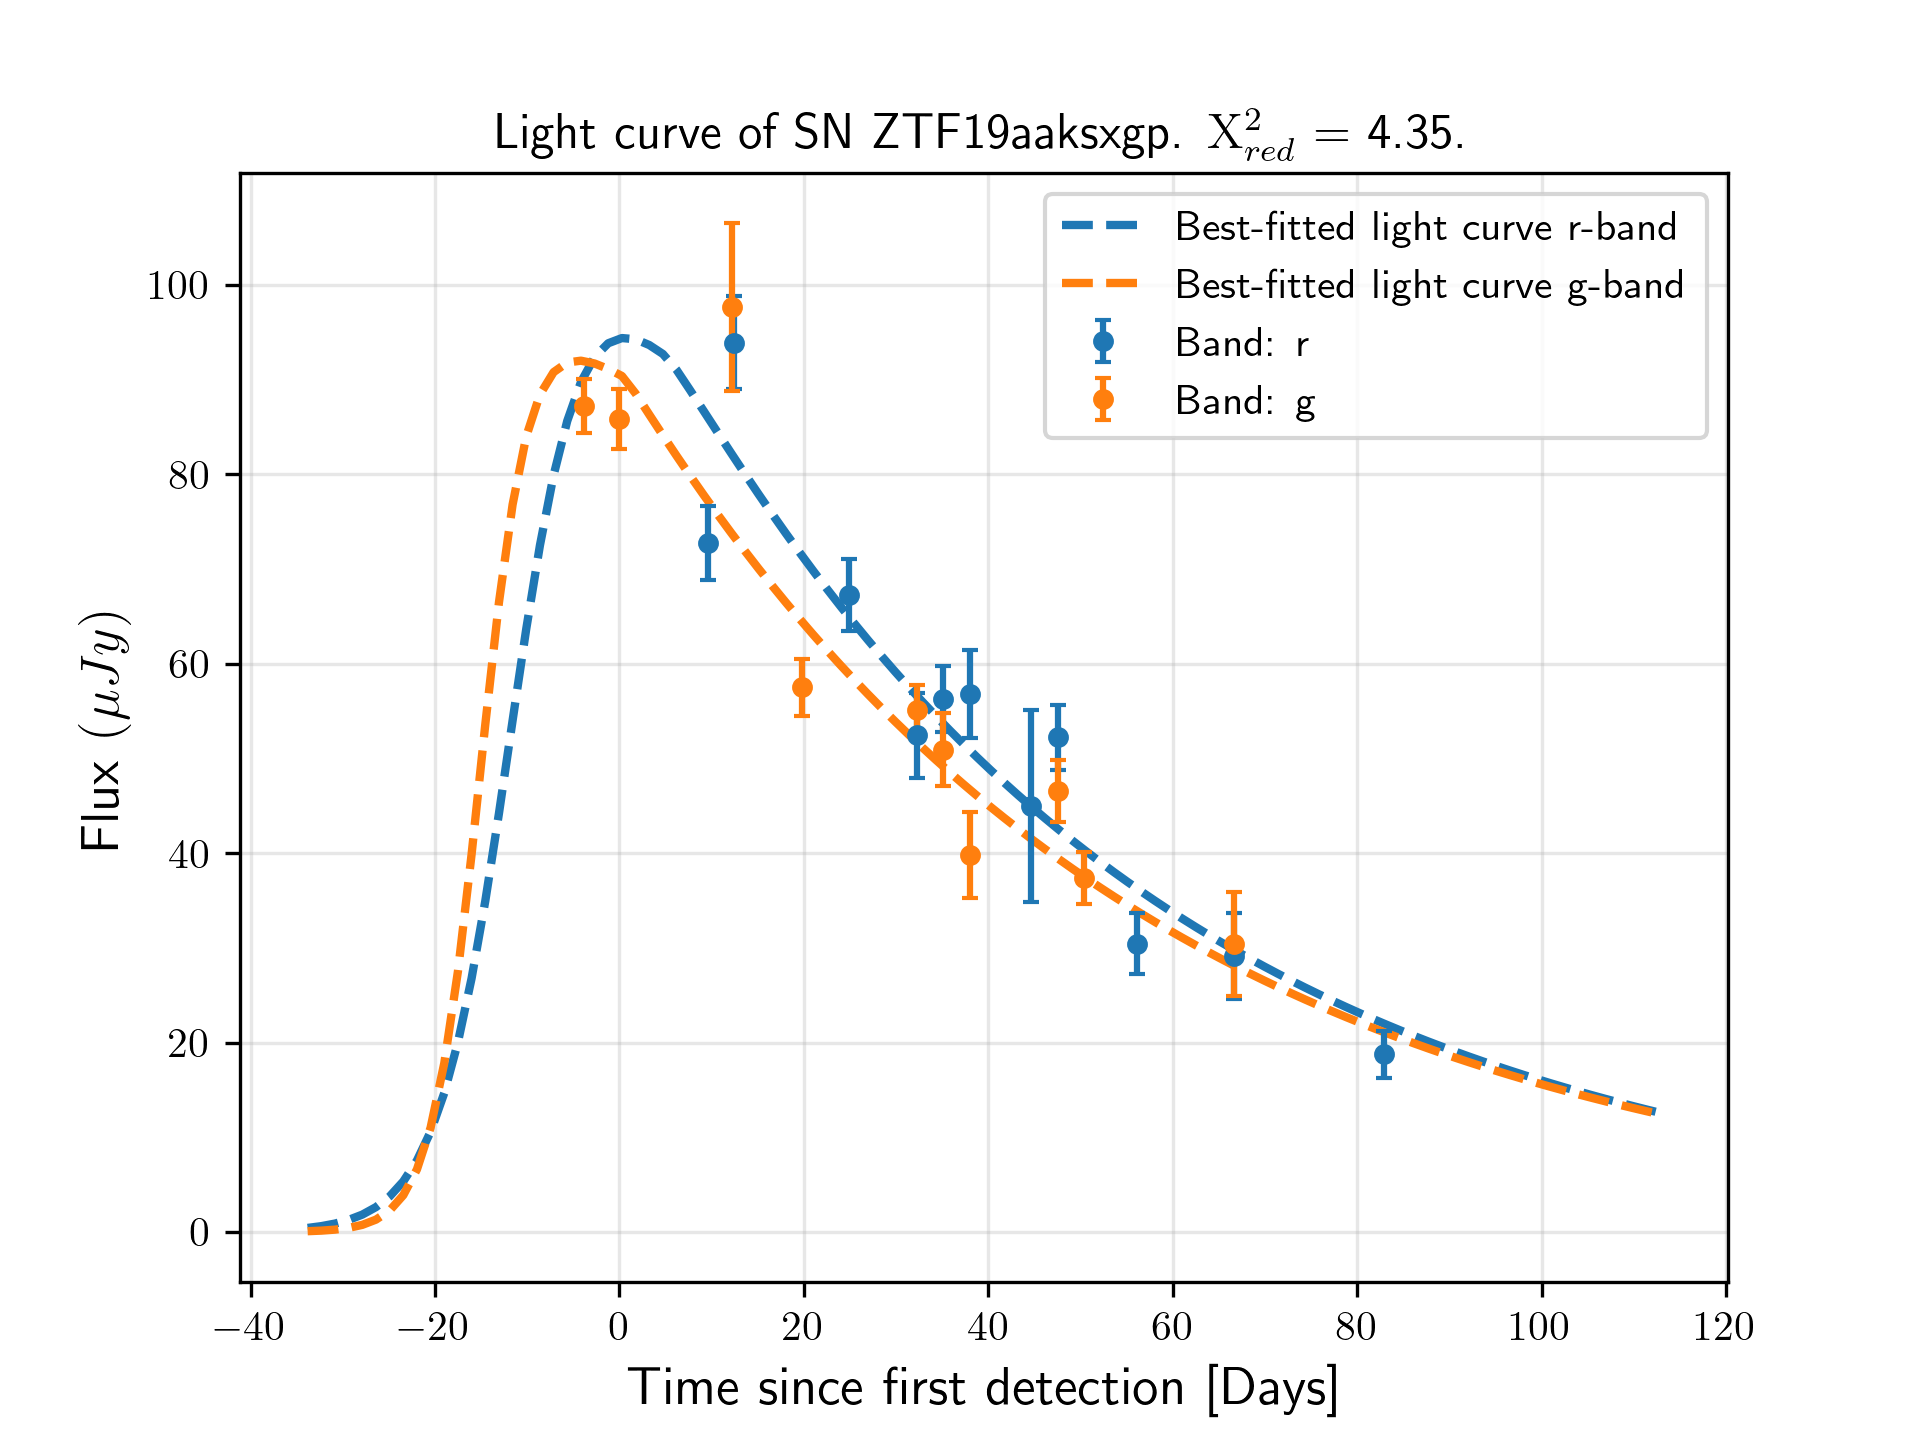 Light curve of SN ZTF19aaksxgp. X²_red = 4.35.
Best-fitted light curve r-band
Best-fitted light curve g-band
Band: r
Band: g
100
80
60
40
20
0
Flux (μJy)
−40 −20 0 20 40 60 80 100 120
Time since first detection [Days]